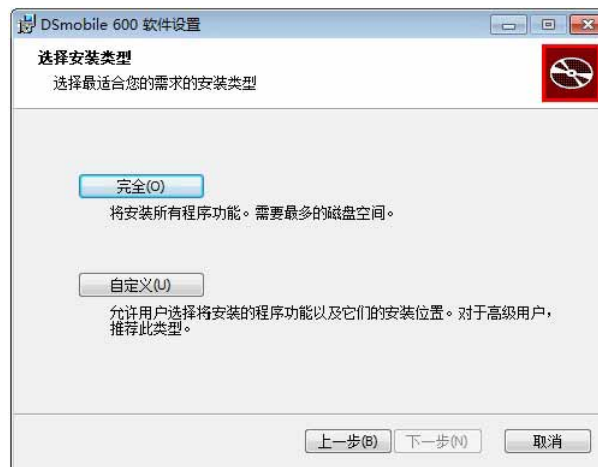 DSmobile 600 软件设置
选择安装类型
选择最适合您的需求的安装类型
完全(O)
将安装所有程序功能。需要最多的磁盘空间。
自定义(U)
允许用户选择将安装的程序功能以及它们的安装位置。对于高级用户，
推荐此类型。
上一步(B) 下一步(N) 取消